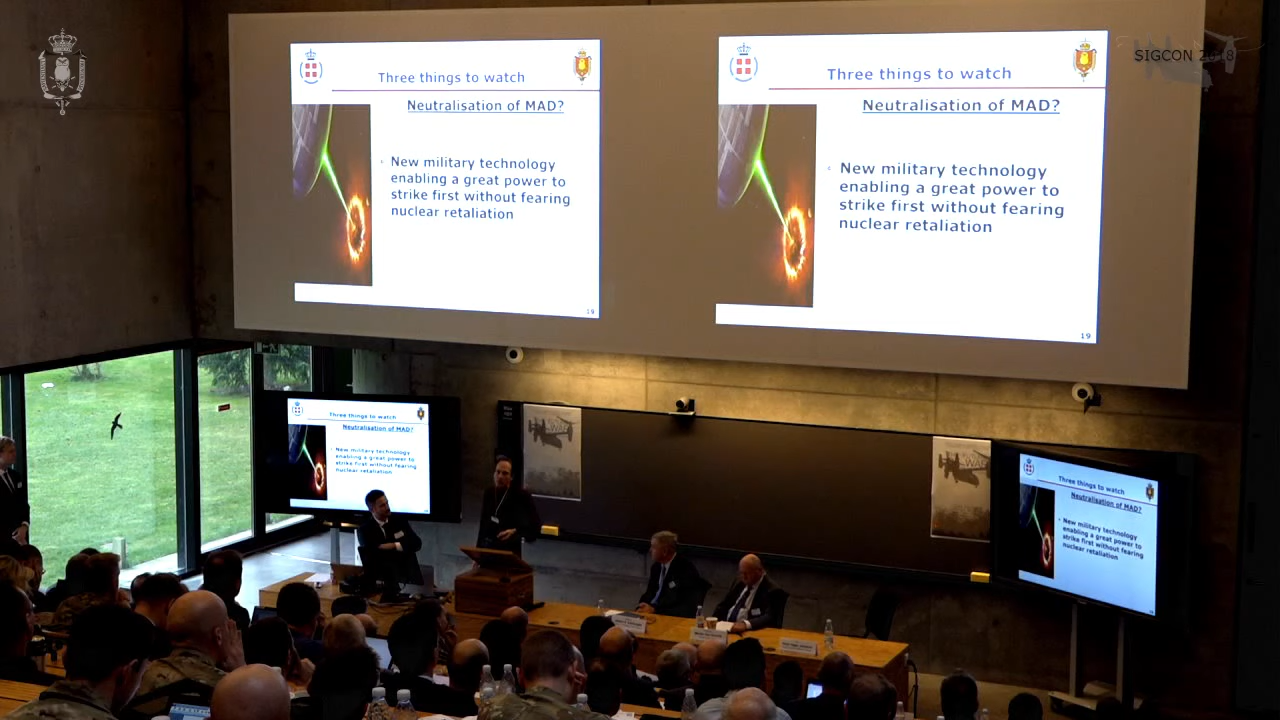 SIGCON 2018
Three things to watch
Neutralisation of MAD?
New military technology
enabling a great power to
strike first without fearing
nuclear retaliation
19
Three things to watch
Neutralisation of MAD?
New military technology
enabling a great power to
strike first without fearing
nuclear retaliation
19
Three things to watch
Neutralisation of MAD?
New military technology
enabling a great power to
strike first without fearing
nuclear retaliation
Three things to watch
Neutralisation of MAD?
New military technology
enabling a great power to
strike first without fearing
nuclear retaliation
WAR